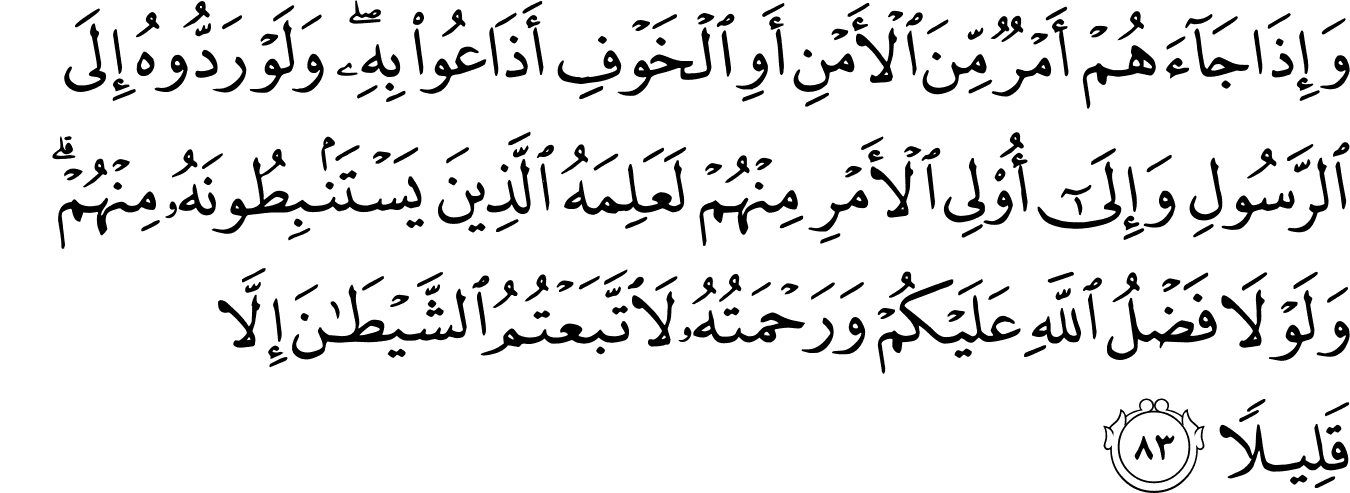 وَإِذَا جَآءَهُمْ أَمْرٌ مِّنَ ٱلْأَمْنِ أَوِ ٱلْخَوْفِ أَذَاعُوا۟ بِهِۦ ۖ وَلَوْ رَدُّوهُ إِلَى
ٱلرَّسُولِ وَإِلَىٰٓ أُو۟لِى ٱلْأَمْرِ مِنْهُمْ لَعَلِمَهُ ٱلَّذِينَ يَسْتَنۢبِطُونَهُۥ مِنْهُمْ ۗ
وَلَوْلَا فَضْلُ ٱللَّهِ عَلَيْكُمْ وَرَحْمَتُهُۥ لَٱتَّبَعْتُمُ ٱلشَّيْطَـٰنَ إِلَّا
قَلِيلًا ٨٣